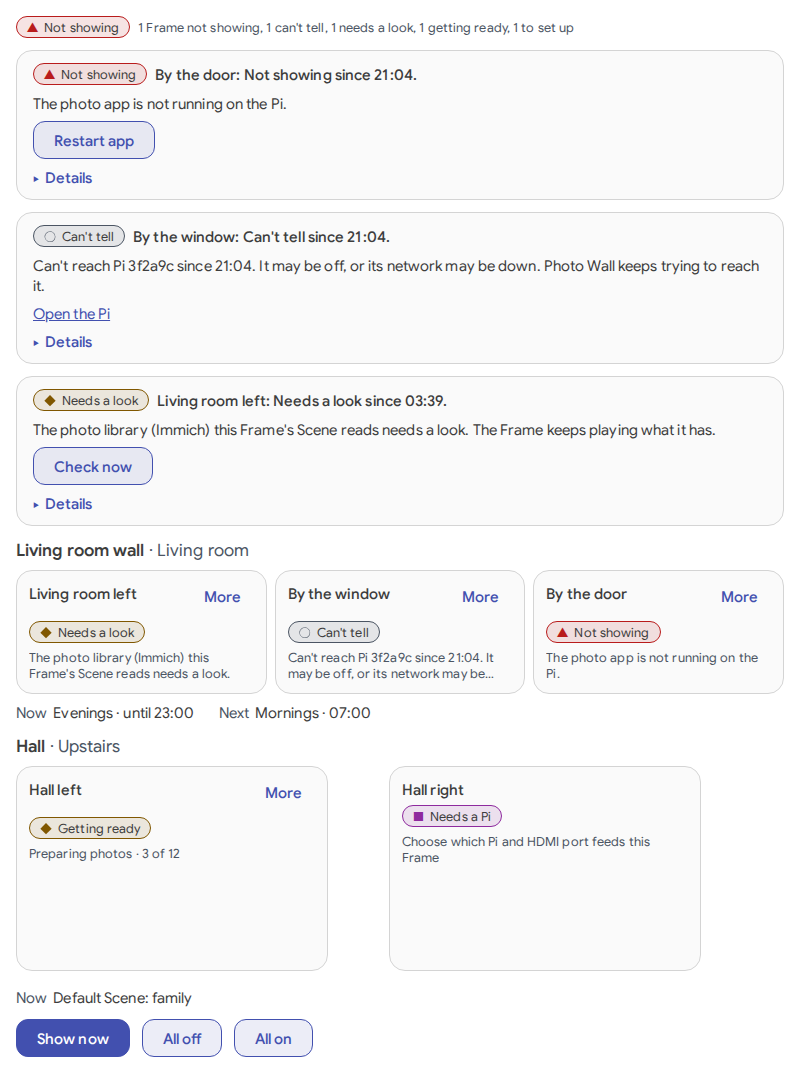 Not showing 1 Frame not showing, 1 can't tell, 1 needs a look, 1 getting ready, 1 to set up
Not showing By the door: Not showing since 21:04.
The photo app is not running on the Pi.
Restart app
Details
Can't tell By the window: Can't tell since 21:04.
Can't reach Pi 3f2a9c since 21:04. It may be off, or its network may be down. Photo Wall keeps trying to reach
it.
Open the Pi
Details
Needs a look Living room left: Needs a look since 03:39.
The photo library (Immich) this Frame's Scene reads needs a look. The Frame keeps playing what it has.
Check now
Details
Living room wall · Living room
Living room left More
Needs a look
The photo library (Immich) this
Frame's Scene reads needs a look.
By the window More
Can't tell
Can't reach Pi 3f2a9c since 21:04. It
may be off, or its network may be...
By the door More
Not showing
The photo app is not running on the
Pi.
Now Evenings · until 23:00 Next Mornings · 07:00
Hall · Upstairs
Hall left More
Getting ready
Preparing photos · 3 of 12
Hall right
Needs a Pi
Choose which Pi and HDMI port feeds this
Frame
Now Default Scene: family
Show now All off All on